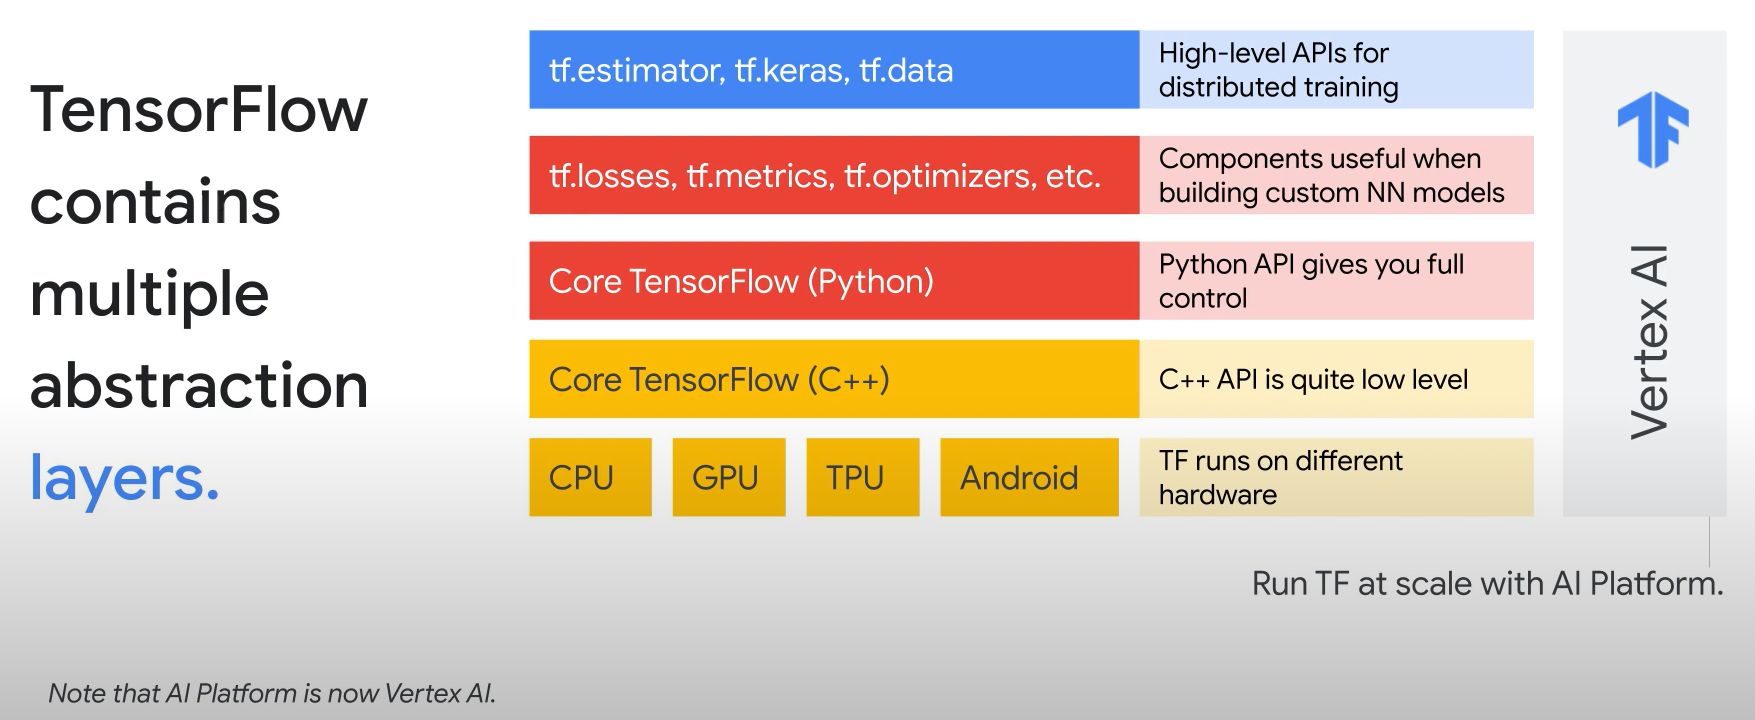 TensorFlow
contains
multiple
abstraction
layers.
tf.estimator, tf.keras, tf.data
High-level APIs for
distributed training
tf.losses, tf.metrics, tf.optimizers, etc.
Components useful when
building custom NN models
Core TensorFlow (Python)
Python API gives you full
control
Core TensorFlow (C++)
C++ API is quite low level
CPU
GPU
TPU
Android
TF runs on different
hardware
Vertex AI
Run TF at scale with AI Platform.
Note that AI Platform is now Vertex AI.